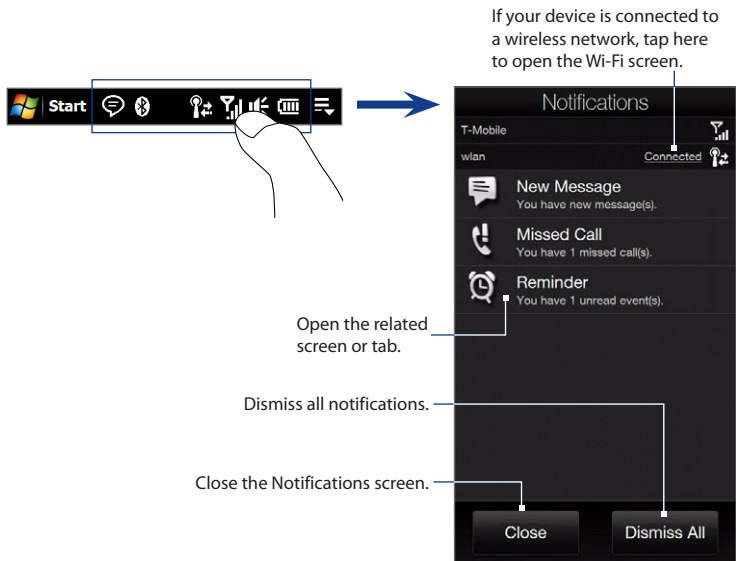 If your device is connected to
a wireless network, tap here
to open the Wi-Fi screen.
Start
Notifications
T-Mobile
wlan Connected
New Message
You have new message(s).
Missed Call
You have 1 missed call(s).
Reminder
You have 1 unread event(s).
Open the related
screen or tab.
Dismiss all notifications.
Close the Notifications screen.
Close
Dismiss All